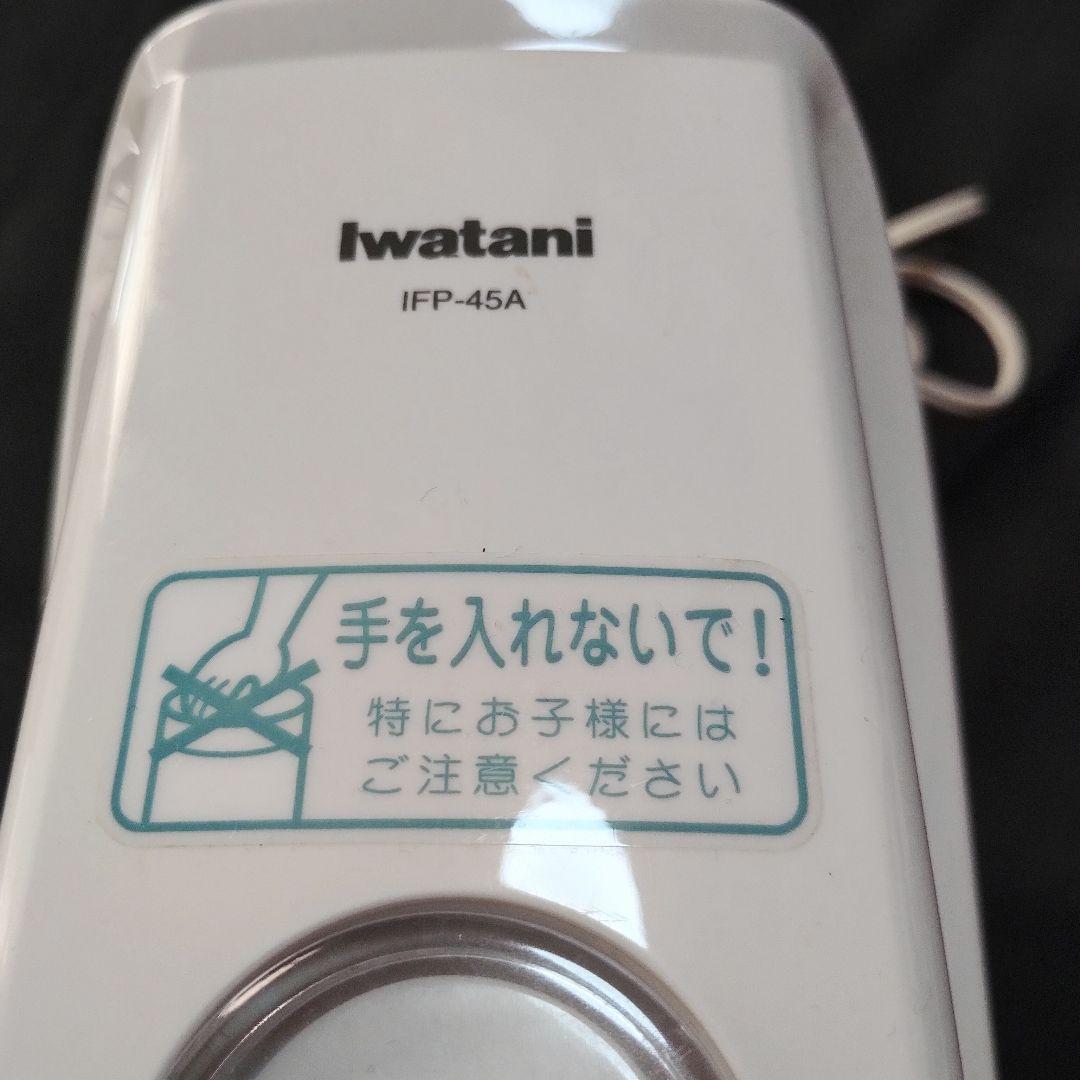 Iwatani
IFP-45A
手を入れないで!
特にお子様には
ご注意ください